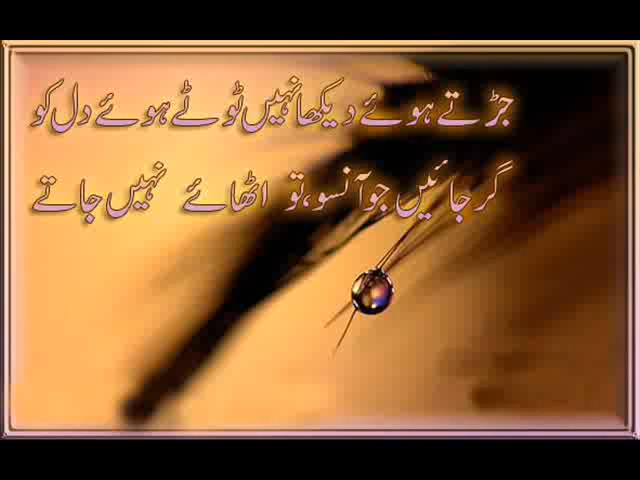 جڑتے ہوئے دیکھا نہیں ٹوٹے ہوئے دل کو
گر جائیں جو آنسو، تو اٹھائے نہیں جاتے